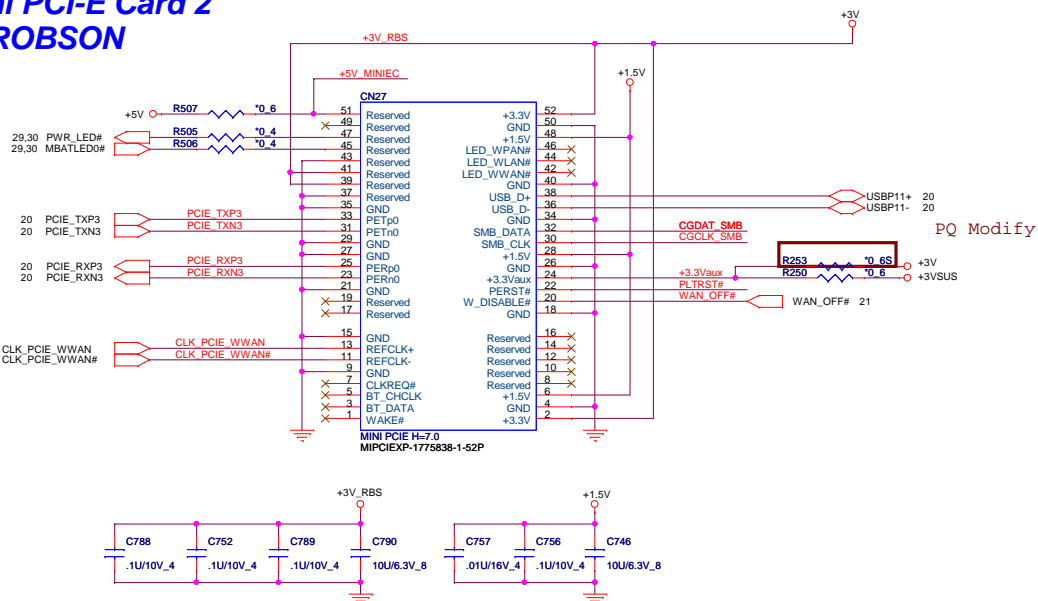 ni PCI-E Card 2
ROBSON
+3V
+3V_RBS
+5V_MINIEC
+1.5V
CN27
+5V R507 *0_6 51 Reserved +3.3V 52
49 Reserved GND 50
29,30 PWR_LED# R505 *0_4 47 Reserved +1.5V 48
29,30 MBATLED0# R506 *0_4 45 Reserved LED_WPAN# 46
43 Reserved LED_WLAN# 44
41 Reserved LED_WWAN# 42
39 Reserved GND 40
37 Reserved USB_D+ 38 USBP11+ 20
35 GND USB_D- 36 USBP11- 20
20 PCIE_TXP3 PCIE_TXP3 33 PETp0 GND 34
20 PCIE_TXN3 PCIE_TXN3 31 PETn0 SMB_DATA 32 CGDAT_SMB
PQ Modify
29 GND SMB_CLK 30 CGCLK_SMB
27 GND +1.5V 28
20 PCIE_RXP3 PCIE_RXP3 25 PERp0 GND 26 R253 *0_6S +3V
20 PCIE_RXN3 PCIE_RXN3 23 PERn0 +3.3Vaux 24 +3.3Vaux R250 *0_6 +3VSUS
21 GND PERST# 22 PLTRST#
19 Reserved W_DISABLE# 20 WAN_OFF# WAN_OFF# 21
17 Reserved GND 18
15 GND Reserved 16
CLK_PCIE_WWAN CLK_PCIE_WWAN 13 REFCLK+ Reserved 14
CLK_PCIE_WWAN# CLK_PCIE_WWAN# 11 REFCLK- Reserved 12
9 GND Reserved 10
7 CLKREQ# Reserved 8
5 BT_CHCLK +1.5V 6
3 BT_DATA GND 4
1 WAKE# +3.3V 2
MINI PCIE H=7.0
MIPCIEXP-1775838-1-52P
+3V_RBS +1.5V
C788 C752 C789 C790 C757 C756 C746
.1U/10V_4 .1U/10V_4 .1U/10V_4 10U/6.3V_8 .01U/16V_4 .1U/10V_4 10U/6.3V_8